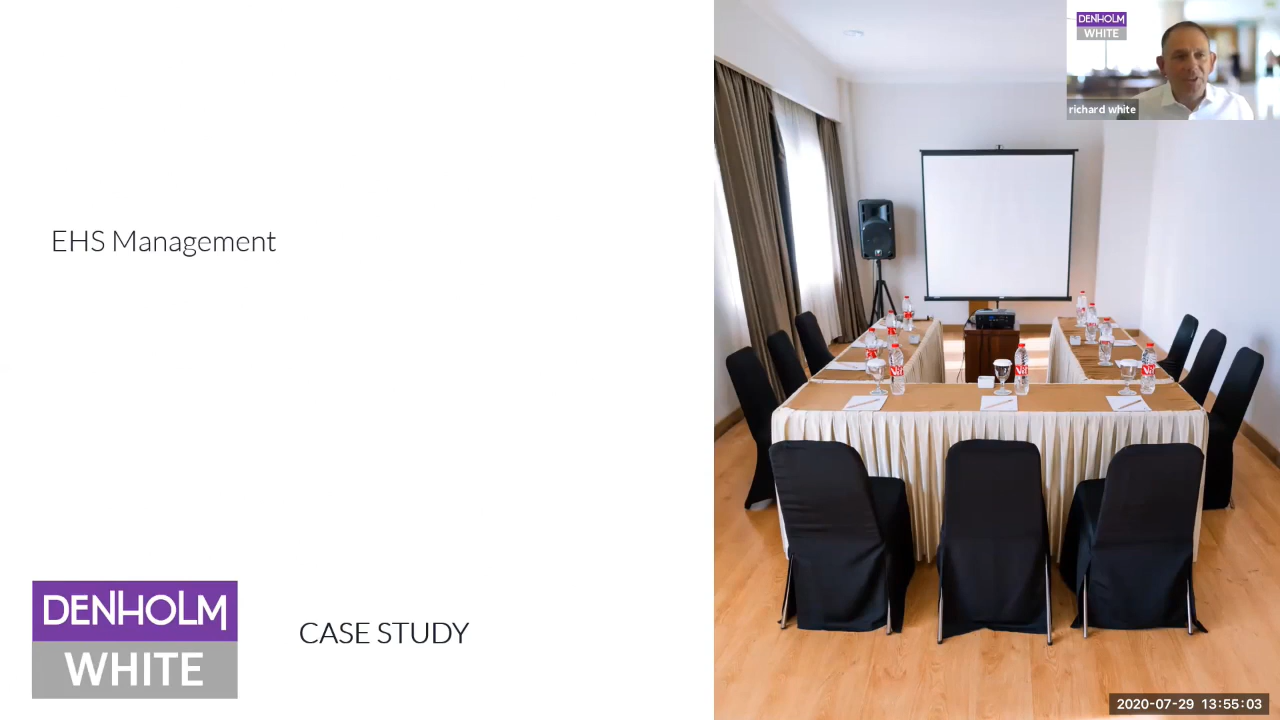 DENHOLM
WHITE
richard white
EHS Management
DENHOLM
WHITE
CASE STUDY
2020-07-29 13:55:03